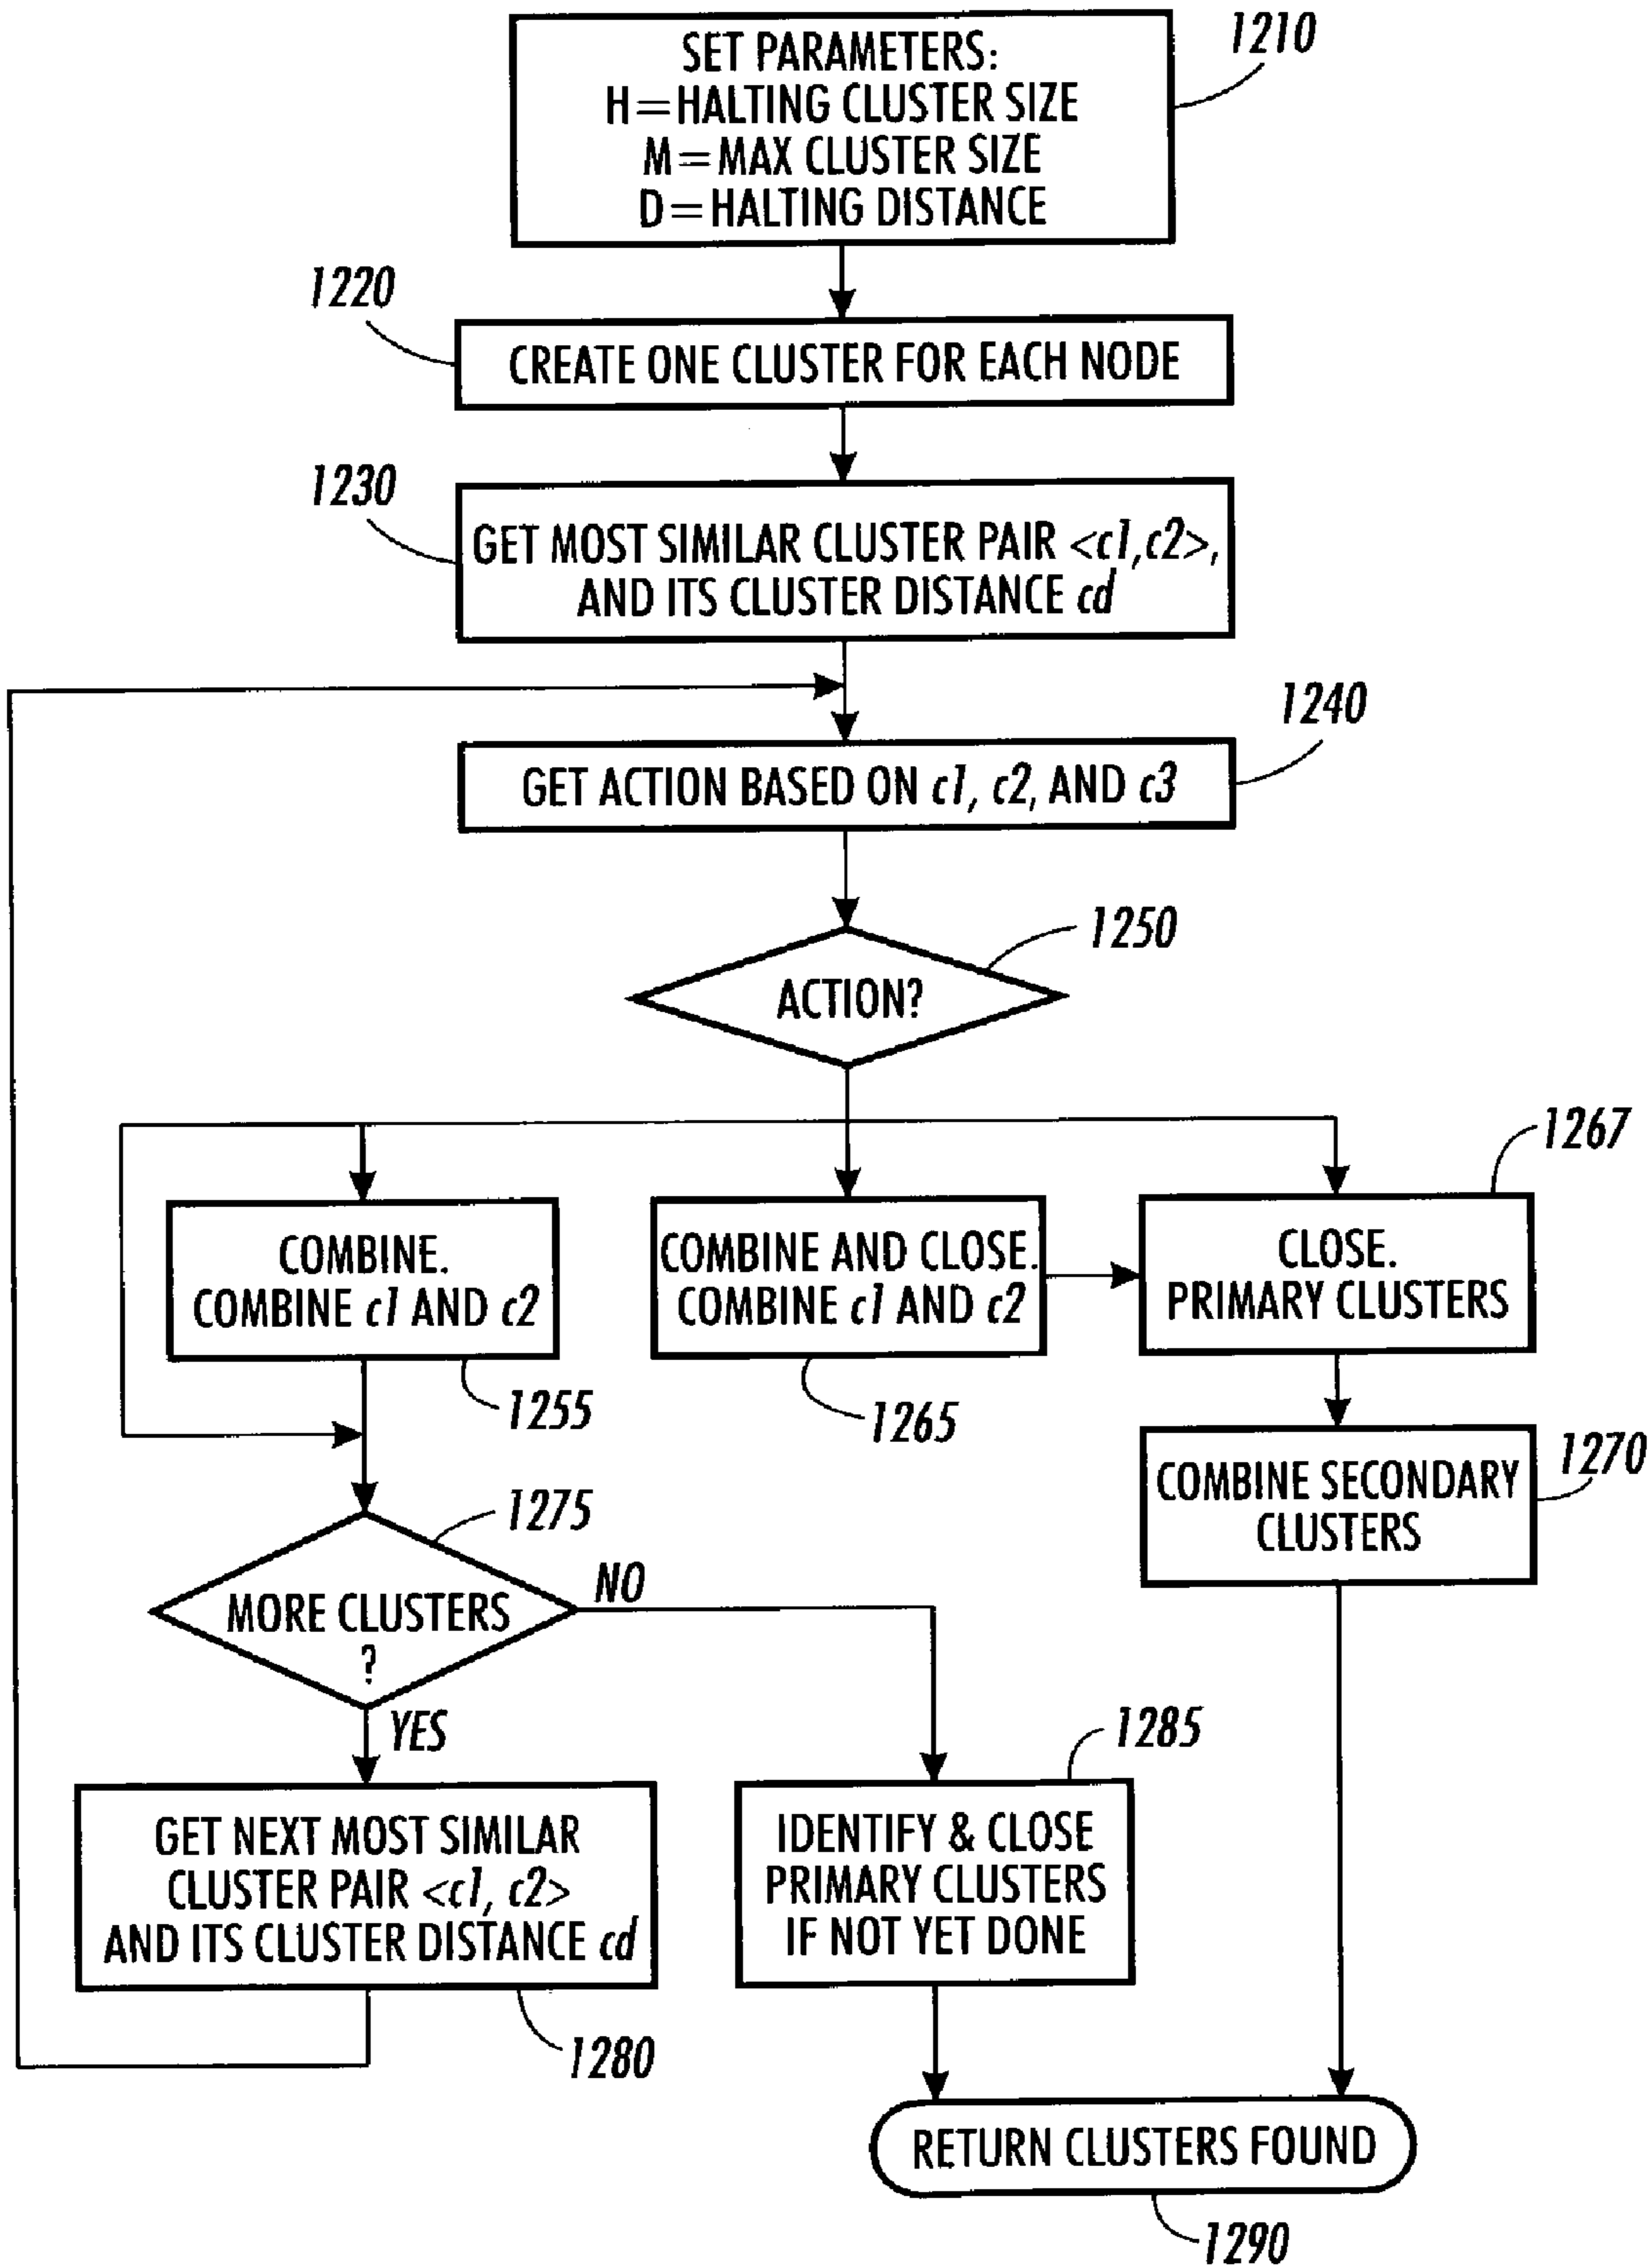 SET PARAMETERS:
H=HALTING CLUSTER SIZE
M=MAX CLUSTER SIZE
D=HALTING DISTANCE
1210
1220
CREATE ONE CLUSTER FOR EACH NODE
1230
GET MOST SIMILAR CLUSTER PAIR <c1,c2>,
AND ITS CLUSTER DISTANCE cd
1240
GET ACTION BASED ON c1, c2, AND c3
1250
ACTION?
1267
COMBINE.
COMBINE c1 AND c2
1255
COMBINE AND CLOSE.
COMBINE c1 AND c2
1265
CLOSE.
PRIMARY CLUSTERS
1270
COMBINE SECONDARY
CLUSTERS
1275
MORE CLUSTERS
?
NO
YES
1285
GET NEXT MOST SIMILAR
CLUSTER PAIR <c1, c2>
AND ITS CLUSTER DISTANCE cd
1280
IDENTIFY & CLOSE
PRIMARY CLUSTERS
IF NOT YET DONE
RETURN CLUSTERS FOUND
1290